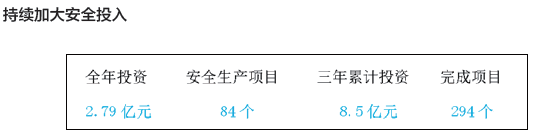 持续加大安全投入
全年投资 安全生产项目 三年累计投资 完成项目
2.79 亿元 84 个 8.5 亿元 294 个